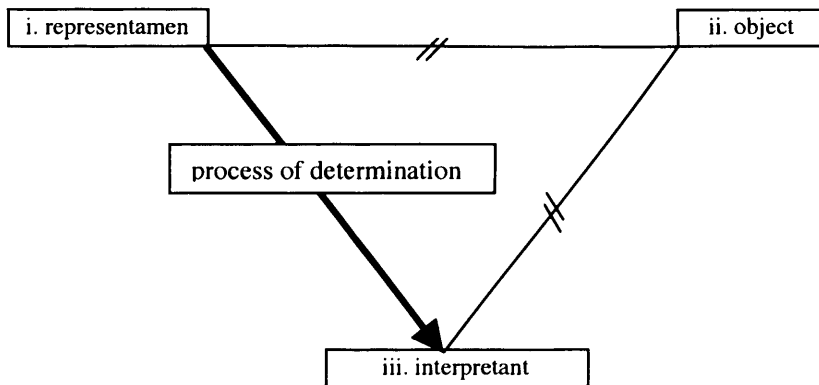 i. representamen
ii. object
process of determination
iii. interpretant